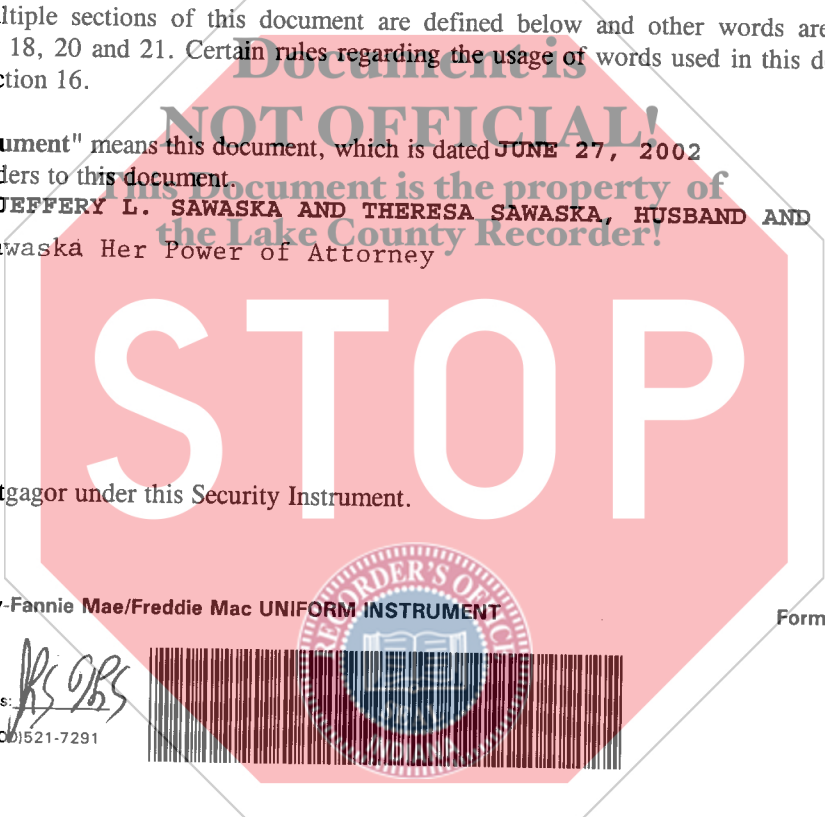 ltiple sections of this document are defined below and other words are
18, 20 and 21. Certain rules regarding the usage of words used in this d
ction 16.
Document is
NOT OFFICIAL!
ument" means this document, which is dated JUNE 27, 2002
ders to this document.
This Document is the property of
JEFFERY L. SAWASKA AND THERESA SAWASKA, HUSBAND AND
the Lake County Recorder!
waska Her Power of Attorney
STOP
tgagor under this Security Instrument.
RECORDER'S OFFICE
-Fannie Mae/Freddie Mac UNIFORM INSTRUMENT
Form
s:
00)521-7291
INDIANA